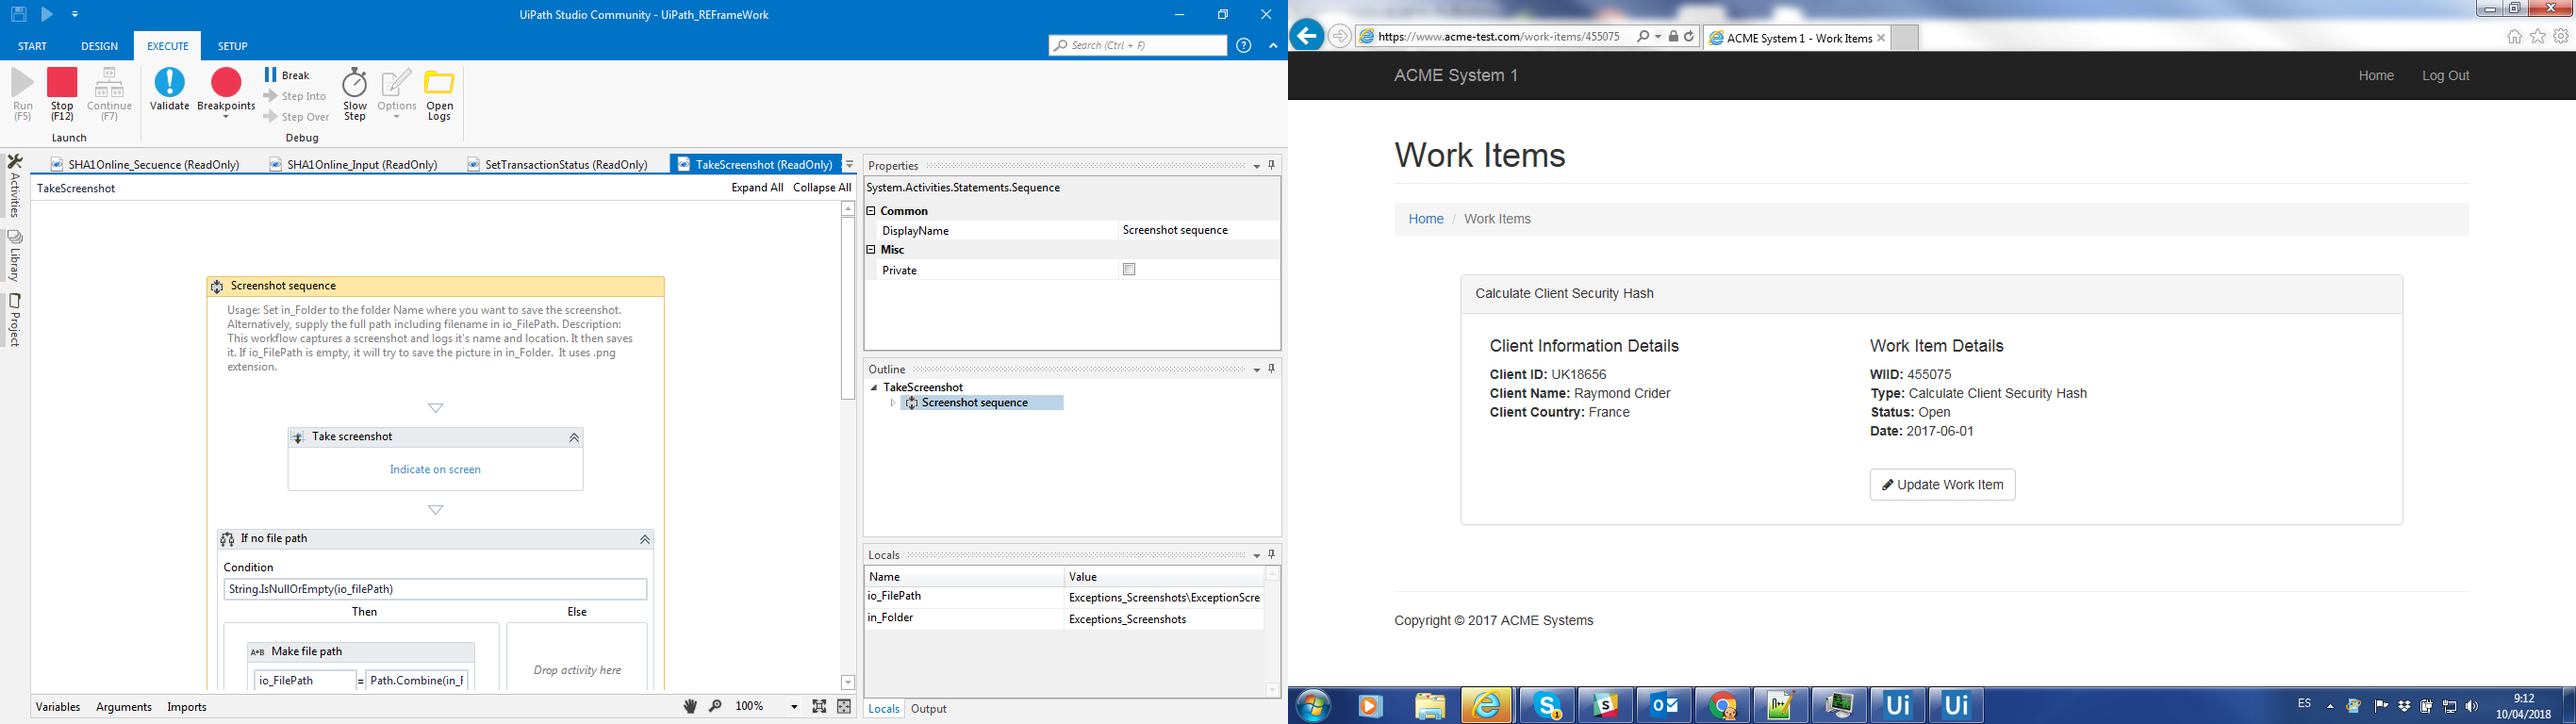 UiPath Studio Community - UiPath_REFrameWork
START DESIGN EXECUTE SETUP
Search (Ctrl + F)
Run (F5)
Stop (F12)
Continue (F7)
Launch
Validate
Breakpoints
Break
Step Into
Step Over
Slow Step
Options
Open Logs
Debug
SHA1Online_Secuence (ReadOnly) SHA1Online_Input (ReadOnly) SetTransactionStatus (ReadOnly) TakeScreenshot (ReadOnly)
TakeScreenshot Expand All Collapse All
Activities
Library
Project
Screenshot sequence
Usage: Set in_Folder to the folder Name where you want to save the screenshot.
Alternatively, supply the full path including filename in io_FilePath. Description:
This workflow captures a screenshot and logs it's name and location. It then saves
it. If io_FilePath is empty, it will try to save the picture in in_Folder. It uses .png
extension.
Take screenshot
Indicate on screen
If no file path
Condition
String.IsNullOrEmpty(io_filePath)
Then Else
A+B Make file path
io_FilePath = Path.Combine(in_F
Drop activity here
Variables Arguments Imports 100%
Properties
System.Activities.Statements.Sequence
Common
DisplayName Screenshot sequence
Misc
Private
Outline
TakeScreenshot
Screenshot sequence
Locals
Name Value
io_FilePath Exceptions_Screenshots\ExceptionScre
in_Folder Exceptions_Screenshots
Locals Output
https://www.acme-test.com/work-items/455075
ACME System 1 - Work Items
ACME System 1 Home Log Out
Work Items
Home / Work Items
Calculate Client Security Hash
Client Information Details
Client ID: UK18656
Client Name: Raymond Crider
Client Country: France
Work Item Details
WIID: 455075
Type: Calculate Client Security Hash
Status: Open
Date: 2017-06-01
Update Work Item
Copyright © 2017 ACME Systems
Ui Ui
ES
9:12
10/04/2018